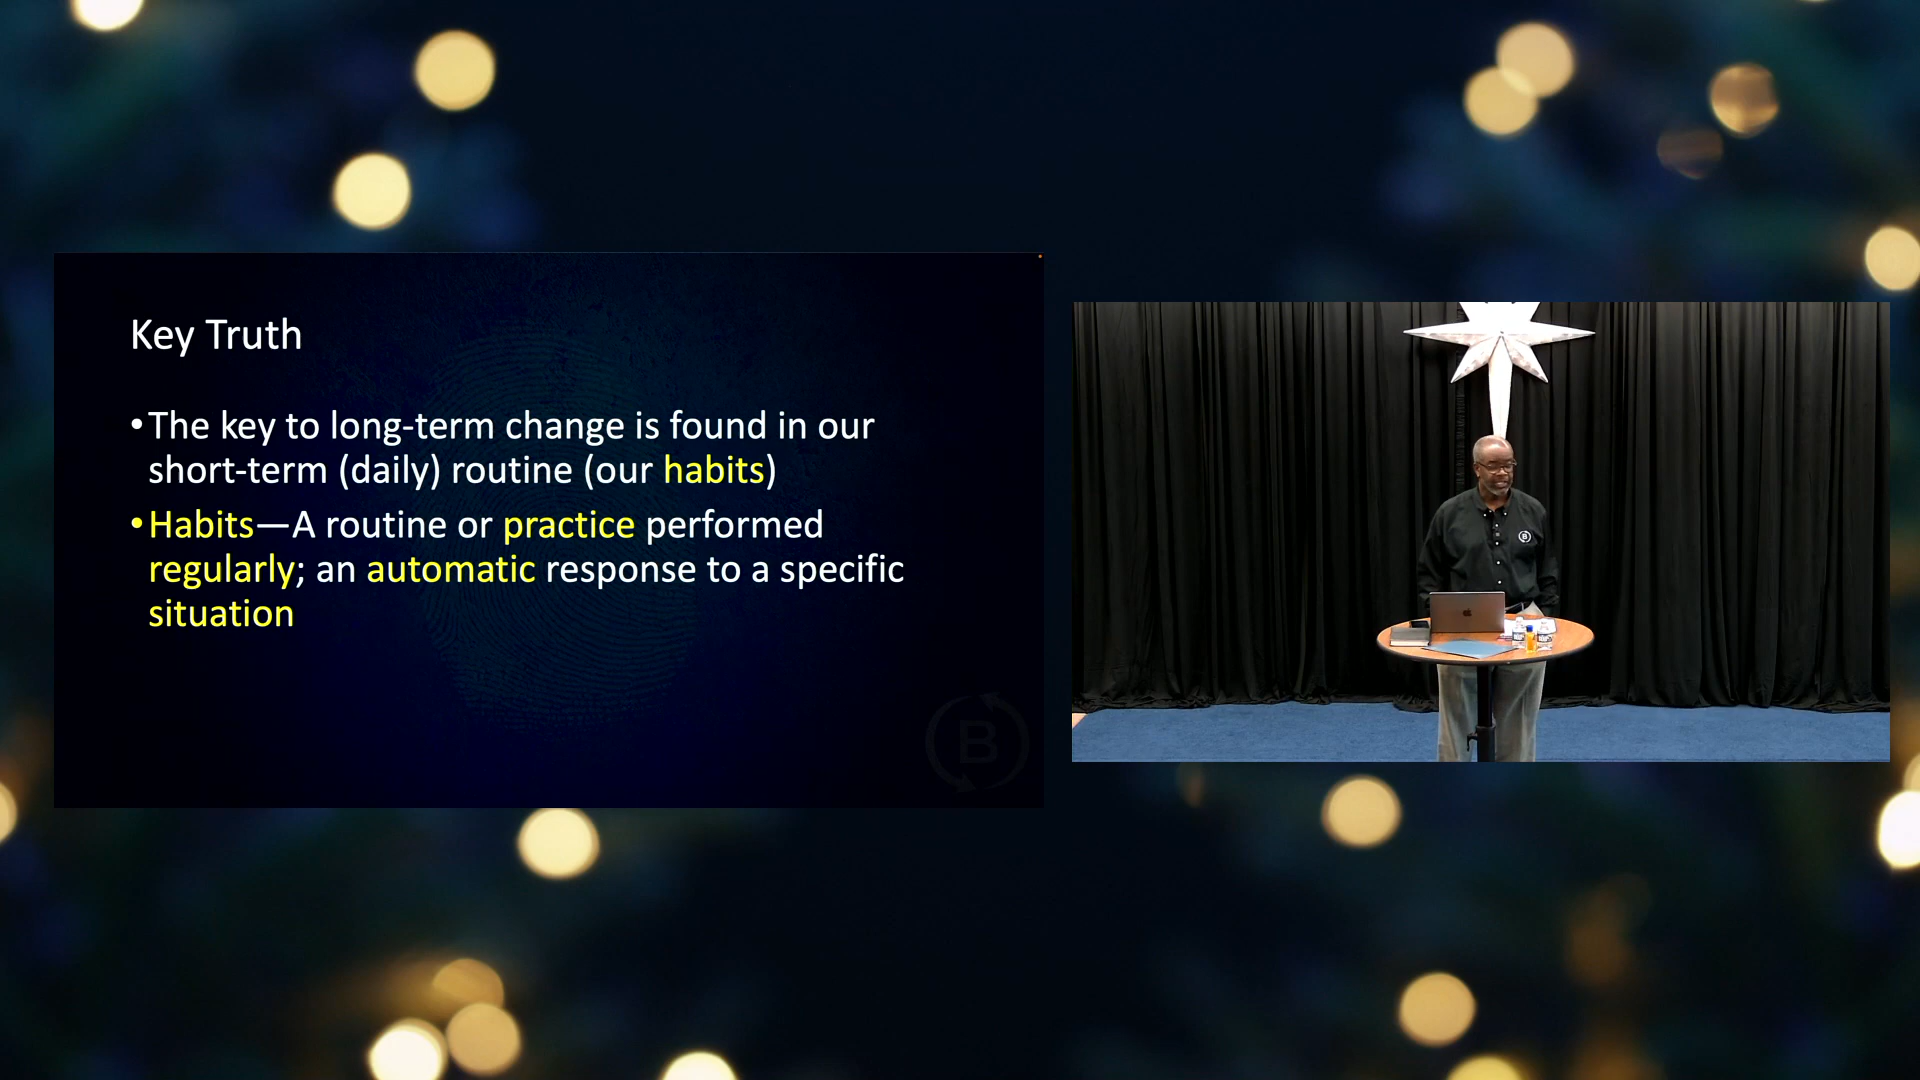 Key Truth
•The key to long-term change is found in our
short-term (daily) routine (our habits)
•Habits—A routine or practice performed
regularly; an automatic response to a specific
situation
B
B